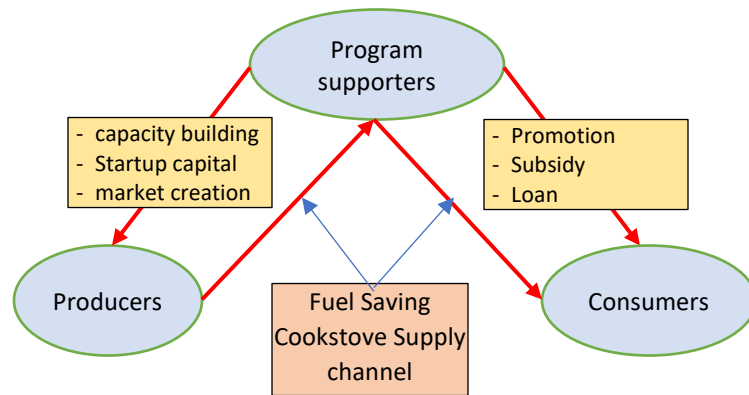 Program
supporters
- capacity building
- Startup capital
- market creation
- Promotion
- Subsidy
- Loan
Producers
Fuel Saving
Cookstove Supply
channel
Consumers